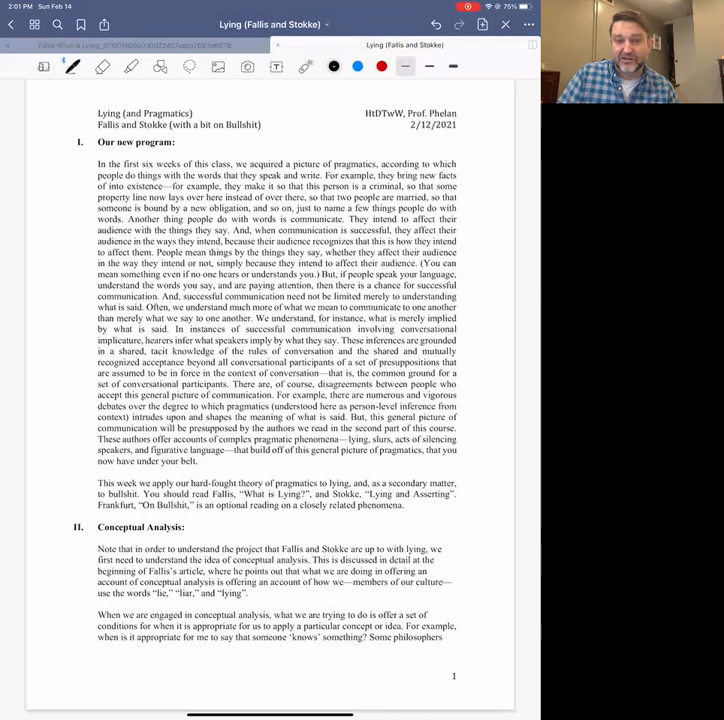 2:01 PM Sun Feb 14
75%
Lying (Fallis and Stokke)
Lying (Fallis and Stokke)
T
Lying (and Pragmatics) HtDTwW, Prof. Phelan
Fallis and Stokke (with a bit on Bullshit) 2/12/2021
I. Our new program:
In the first six weeks of this class, we acquired a picture of pragmatics, according to which
people do things with the words that they speak and write. For example, they bring new facts
of into existence—for example, they make it so that this person is a criminal, so that some
property line now lays over here instead of over there, so that two people are married, so that
someone is bound by a new obligation, and so on, just to name a few things people do with
words. Another thing people do with words is communicate. They intend to affect their
audience with the things they say. And, when communication is successful, they affect their
audience in the ways they intend, because their audience recognizes that this is how they intend
to affect them. People mean things by the things they say, whether they affect their audience
in the way they intend or not, simply because they intend to affect their audience. (You can
mean something even if no one hears or understands you.) But, if people speak your language,
understand the words you say, and are paying attention, then there is a chance for successful
communication. And, successful communication need not be limited merely to understanding
what is said. Often, we understand much more of what we mean to communicate to one another
than merely what we say to one another. We understand, for instance, what is merely implied
by what is said. In instances of successful communication involving conversational
implicature, hearers infer what speakers imply by what they say. These inferences are grounded
in a shared, tacit knowledge of the rules of conversation and the shared and mutually
recognized acceptance beyond all conversational participants of a set of presuppositions that
are assumed to be in force in the context of conversation—that is, the common ground for a
set of conversational participants. There are, of course, disagreements between people who
accept this general picture of communication. For example, there are numerous and vigorous
debates over the degree to which pragmatics (understood here as person-level inference from
context) intrudes upon and shapes the meaning of what is said. But, this general picture of
communication will be presupposed by the authors we read in the second part of this course.
These authors offer accounts of complex pragmatic phenomena—lying, slurs, acts of silencing
speakers, and figurative language—that build off of this general picture of pragmatics, that you
now have under your belt.
This week we apply our hard-fought theory of pragmatics to lying, and, as a secondary matter,
to bullshit. You should read Fallis, “What is Lying?”, and Stokke, “Lying and Asserting”.
Frankfurt, “On Bullshit,” is an optional reading on a closely related phenomena.
II. Conceptual Analysis:
Note that in order to understand the project that Fallis and Stokke are up to with lying, we
first need to understand the idea of conceptual analysis. This is discussed in detail at the
beginning of Fallis’s article, where he points out that what we are doing in offering an
account of conceptual analysis is offering an account of how we—members of our culture—
use the words “lie,” “liar,” and “lying”.
When we are engaged in conceptual analysis, what we are trying to do is offer a set of
conditions for when it is appropriate for us to apply a particular concept or idea. For example,
when is it appropriate for me to say that someone ‘knows’ something? Some philosophers
1